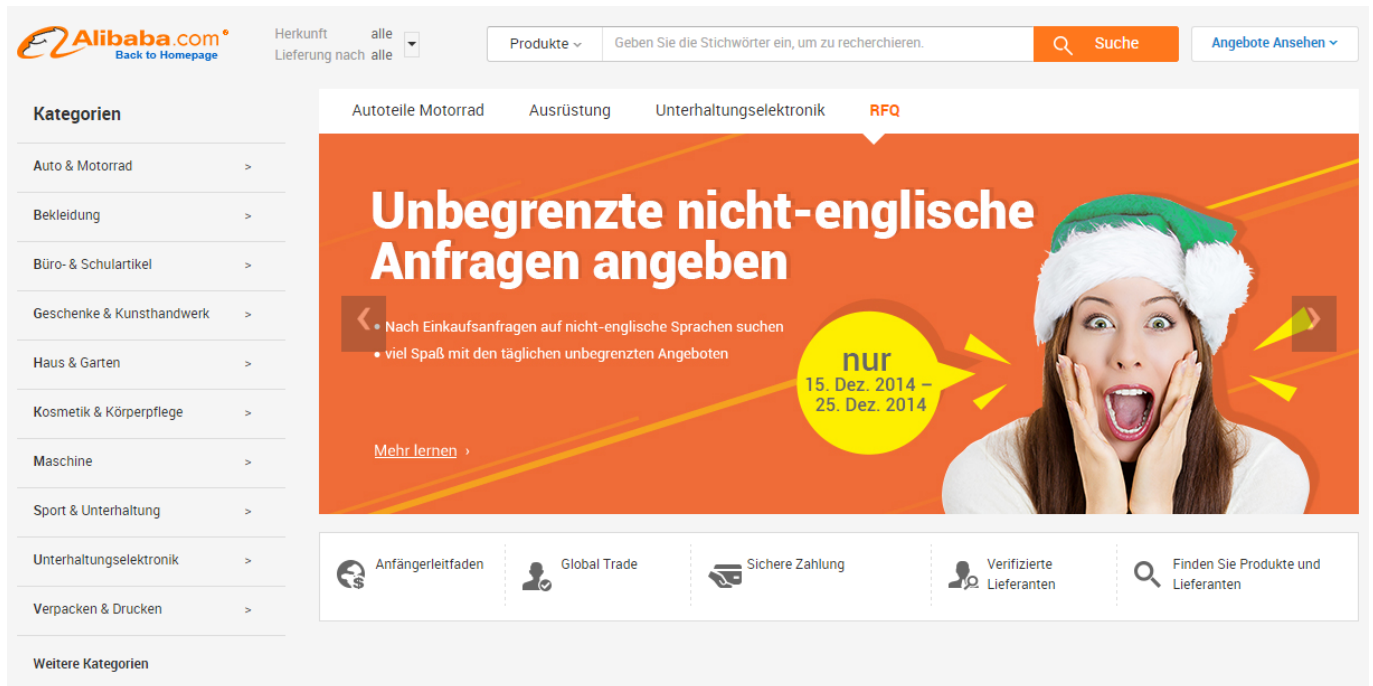 Alibaba.com
Back to Homepage
Herkunft alle
Lieferung nach alle
Produkte
Geben Sie die Stichwörter ein, um zu recherchieren.
Suche
Angebote Ansehen
Kategorien
Auto & Motorrad >
Bekleidung >
Büro- & Schulartikel >
Geschenke & Kunsthandwerk >
Haus & Garten >
Kosmetik & Körperpflege >
Maschine >
Sport & Unterhaltung >
Unterhaltungselektronik >
Verpacken & Drucken >
Weitere Kategorien
Autoteile Motorrad Ausrüstung Unterhaltungselektronik RFQ
Unbegrenzte nicht-englische
Anfragen angeben
• Nach Einkaufsanfragen auf nicht-englische Sprachen suchen
• viel Spaß mit den täglichen unbegrenzten Angeboten
nur
15. Dez. 2014 –
25. Dez. 2014
Mehr lernen ›
Anfängerleitfaden
Global Trade
Sichere Zahlung
Verifizierte
Lieferanten
Finden Sie Produkte und
Lieferanten